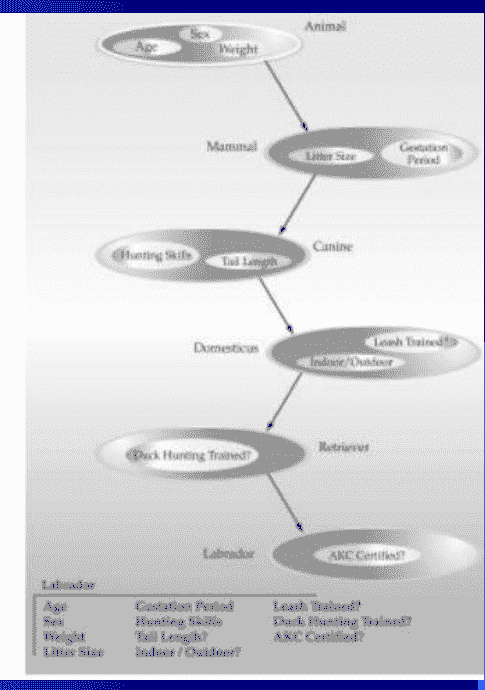 Animal
Sex
Age
Weight
Mammal
Litter Size
Gestation
Period
Canine
Hunting Skills
Tail Length
Domesticus
Leash Trained?
Indoor/Outdoor
Retriever
Duck Hunting Trained?
Labrador
AKC Certified?
Labrador
Age Gestation Period Leash Trained?
Sex Hunting Skills Duck Hunting Trained?
Weight Tail Length? AKC Certified?
Litter Size Indoor / Outdoor?